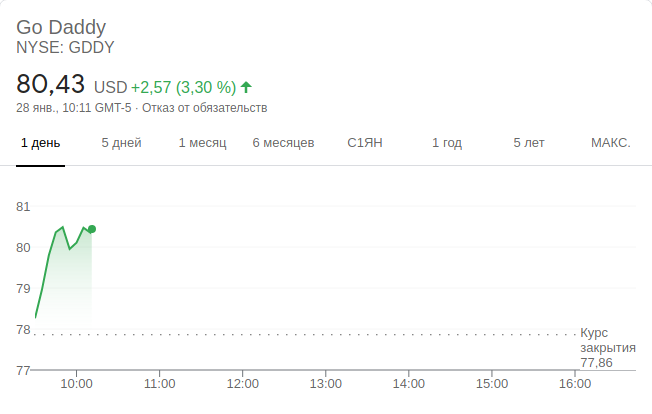 Go Daddy
NYSE: GDDY
80,43 USD +2,57 (3,30 %)
28 янв., 10:11 GMT-5 · Отказ от обязательств
1 день 5 дней 1 месяц 6 месяцев С1ЯН 1 год 5 лет МАКС.
81
80
79
78
Курс
закрытия
77,86
77
10:00 11:00 12:00 13:00 14:00 15:00 16:00